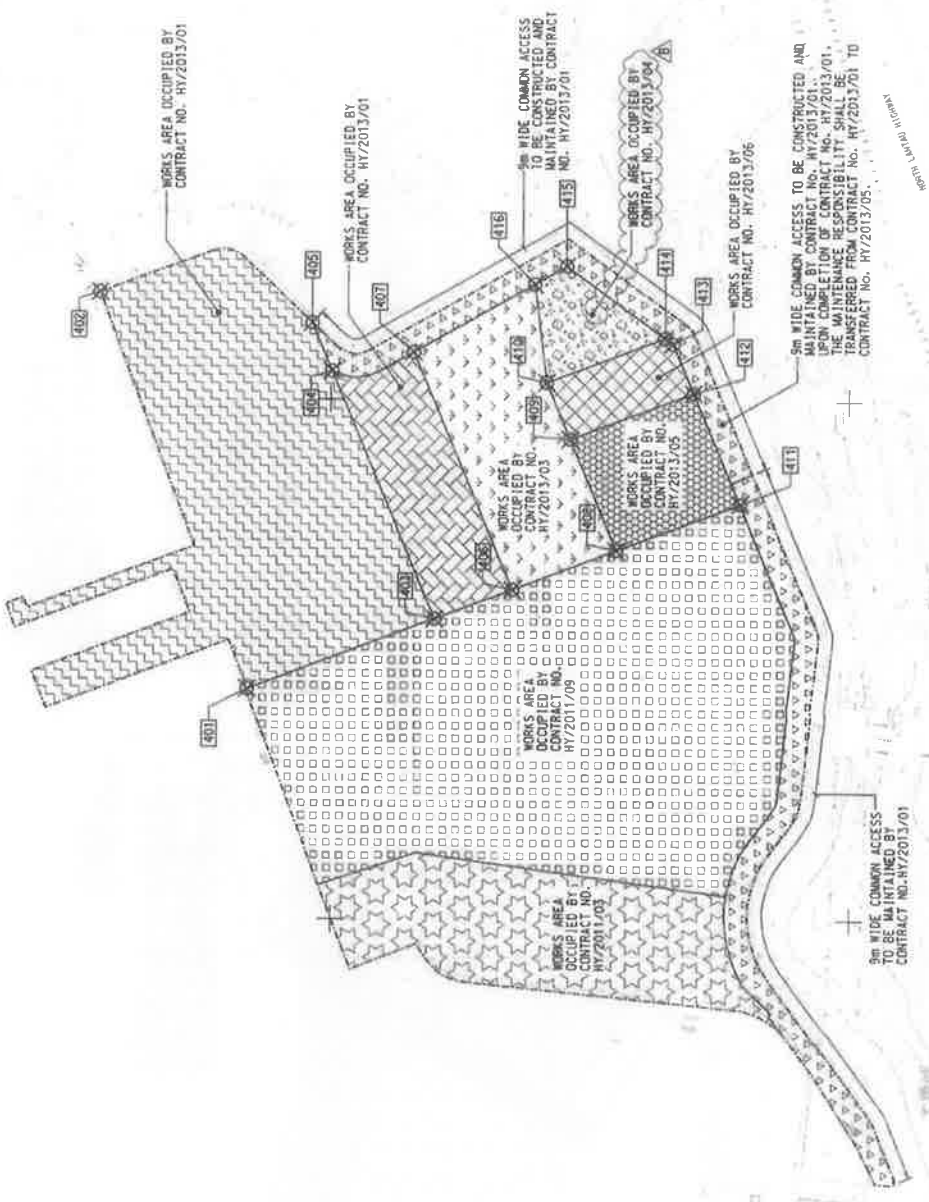 WORKS AREA OCCUPIED BY
CONTRACT NO. HY/2013/01
402
405
WORKS AREA OCCUPIED BY
CONTRACT NO. HY/2013/01
407
404
9m WIDE COMMON ACCESS
TO BE CONSTRUCTED AND
MAINTAINED BY CONTRACT
NO. HY/2013/01
416
WORKS AREA OCCUPIED BY
CONTRACT NO. HY/2013/04
B
415
410
414
WORKS AREA OCCUPIED BY
CONTRACT NO. HY/2013/06
413
409
412
9m WIDE COMMON ACCESS TO BE CONSTRUCTED AND
MAINTAINED BY CONTRACT No. HY/2013/01.
UPON COMPLETION OF CONTRACT No. HY/2013/01,
THE MAINTENANCE RESPONSIBILITY SHALL BE
TRANSFERRED FROM CONTRACT No. HY/2013/01 TO
CONTRACT No. HY/2013/05.
NORTH LANTAU HIGHWAY
WORKS AREA
OCCUPIED BY
CONTRACT NO.
HY/2013/03
WORKS AREA
OCCUPIED BY
CONTRACT NO.
HY/2013/05
411
408
406
403
401
WORKS AREA
OCCUPIED BY
CONTRACT NO.
HY/2011/09
WORKS AREA
OCCUPIED BY
CONTRACT NO.
HY/2011/03
9m WIDE COMMON ACCESS
TO BE MAINTAINED BY
CONTRACT NO.HY/2013/01